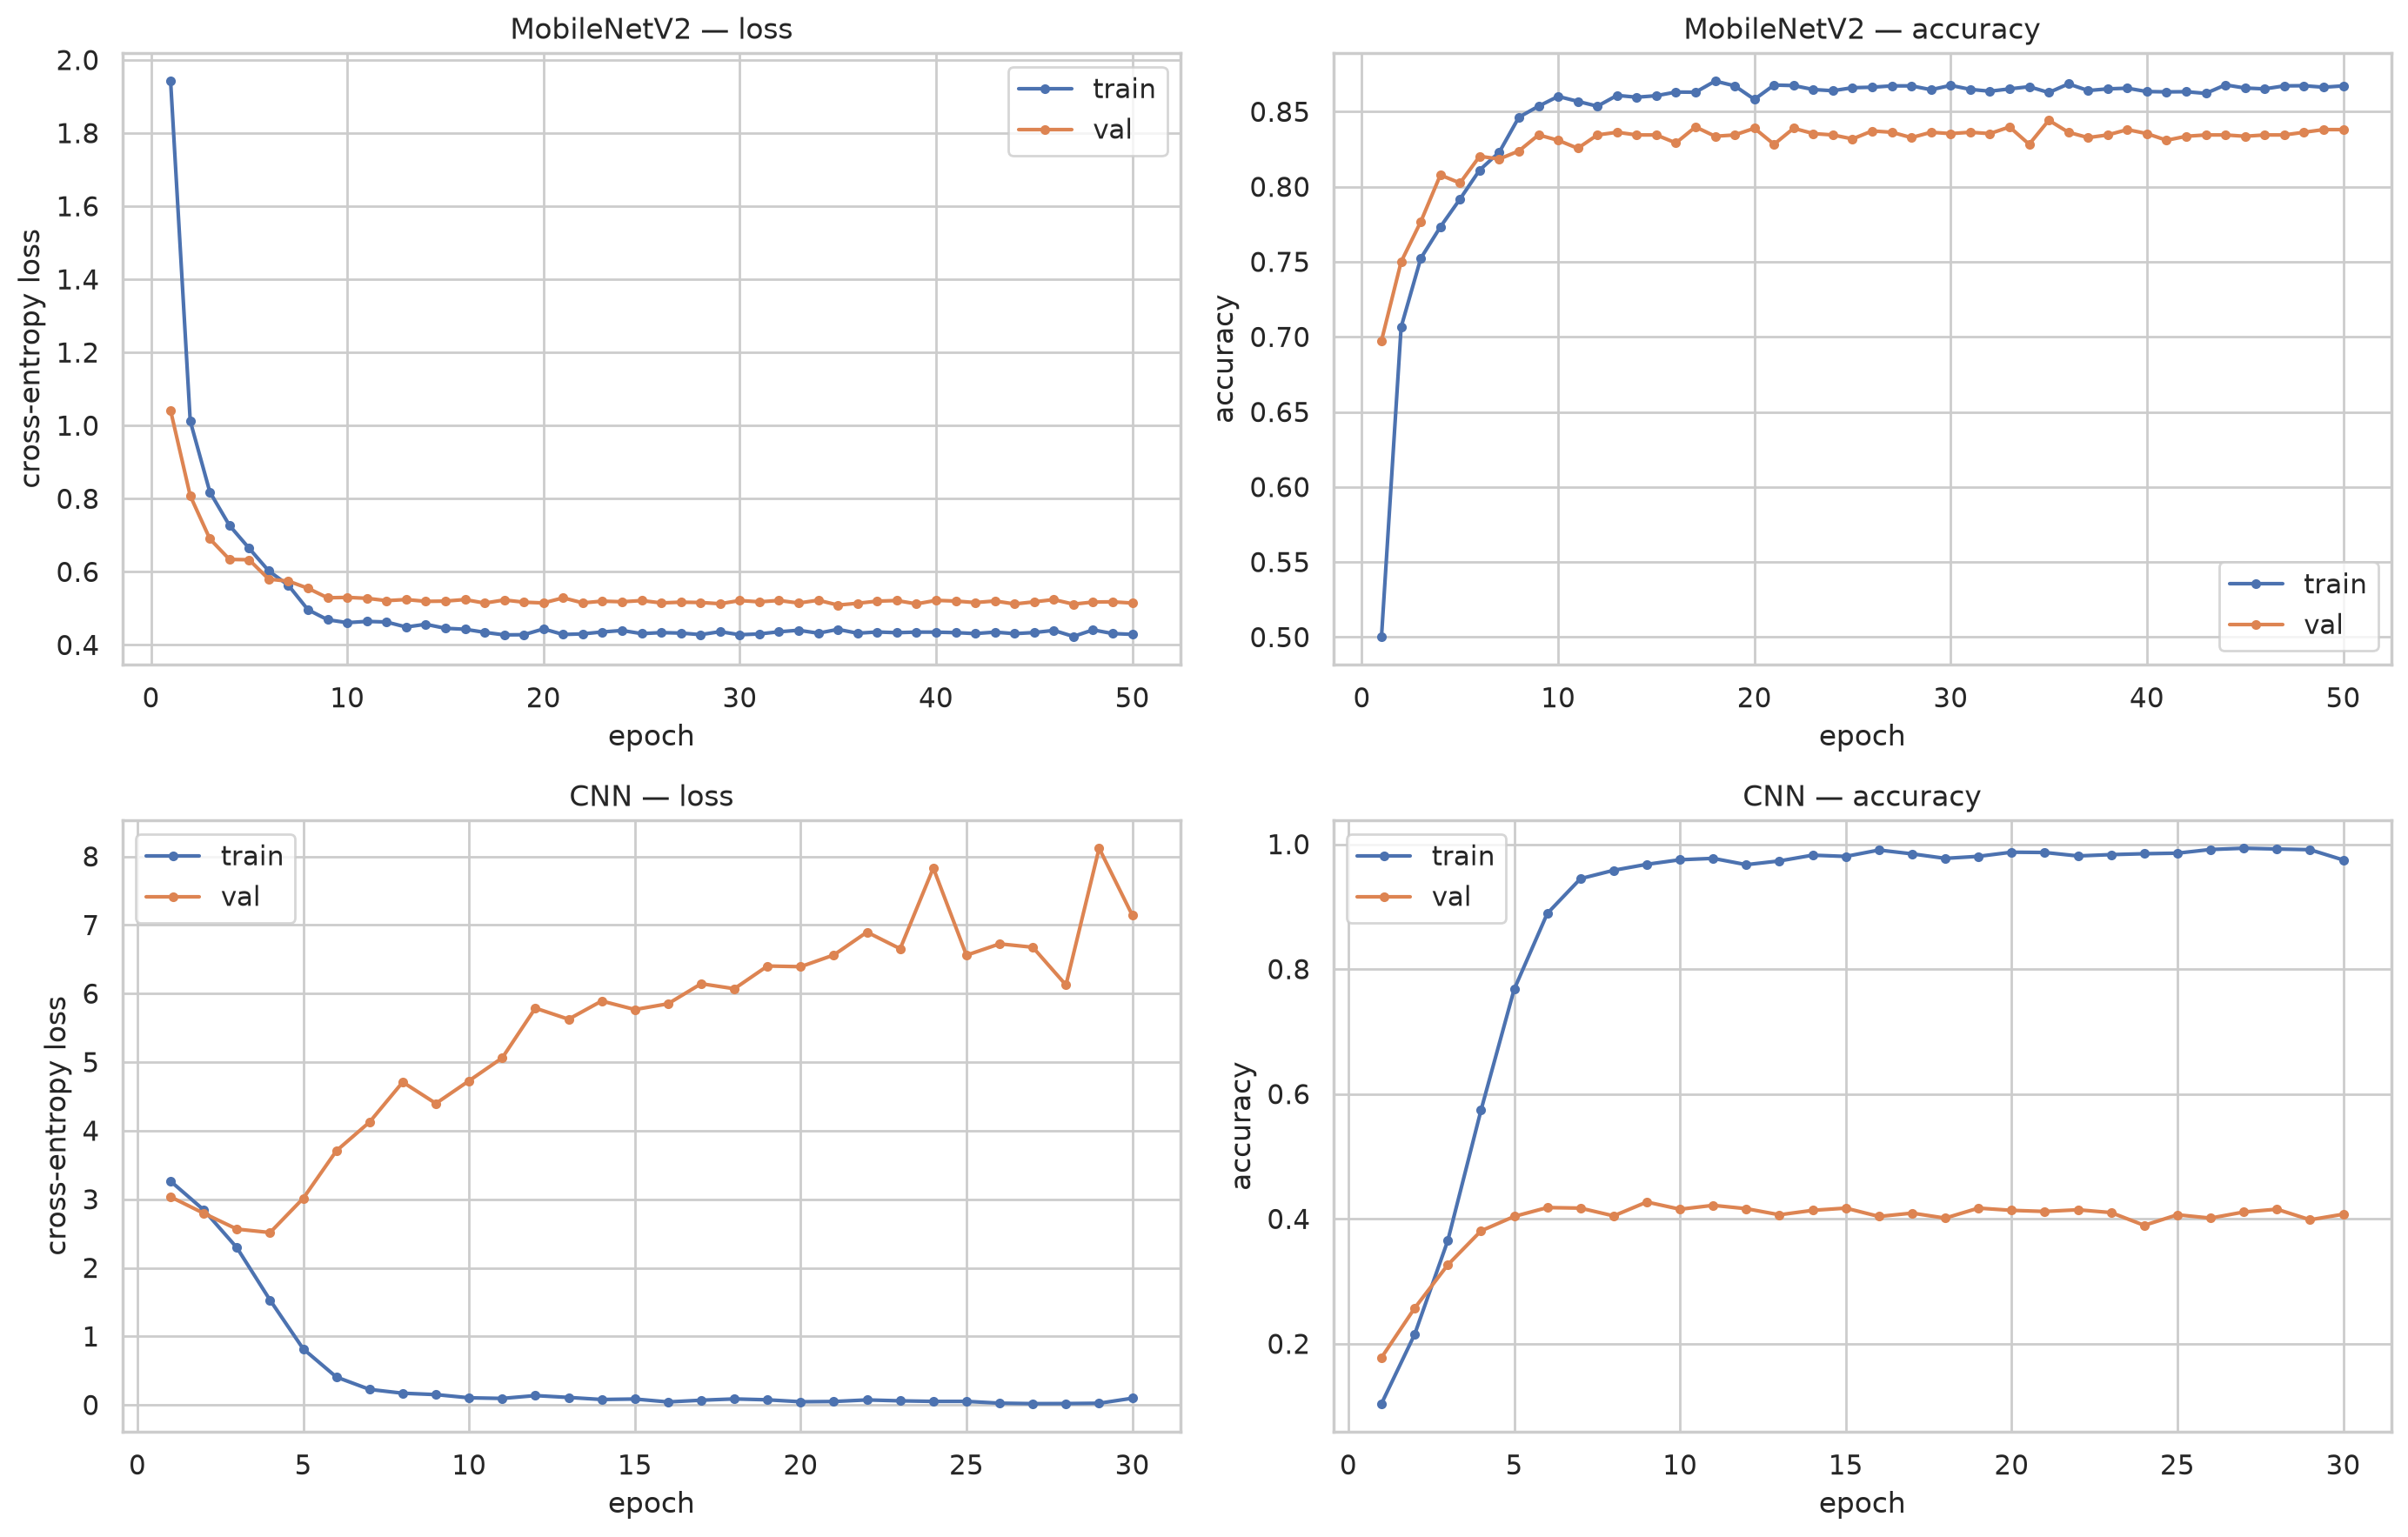 MobileNetV2 — loss
2.0
1.8
1.6
1.4
1.2
1.0
0.8
0.6
0.4
cross-entropy loss
train
val
0 10 20 30 40 50
epoch
MobileNetV2 — accuracy
0.85
0.80
0.75
0.70
0.65
0.60
0.55
0.50
accuracy
train
val
0 10 20 30 40 50
epoch
CNN — loss
8
7
6
5
4
3
2
1
0
cross-entropy loss
train
val
0 5 10 15 20 25 30
epoch
CNN — accuracy
1.0
0.8
0.6
0.4
0.2
accuracy
train
val
0 5 10 15 20 25 30
epoch